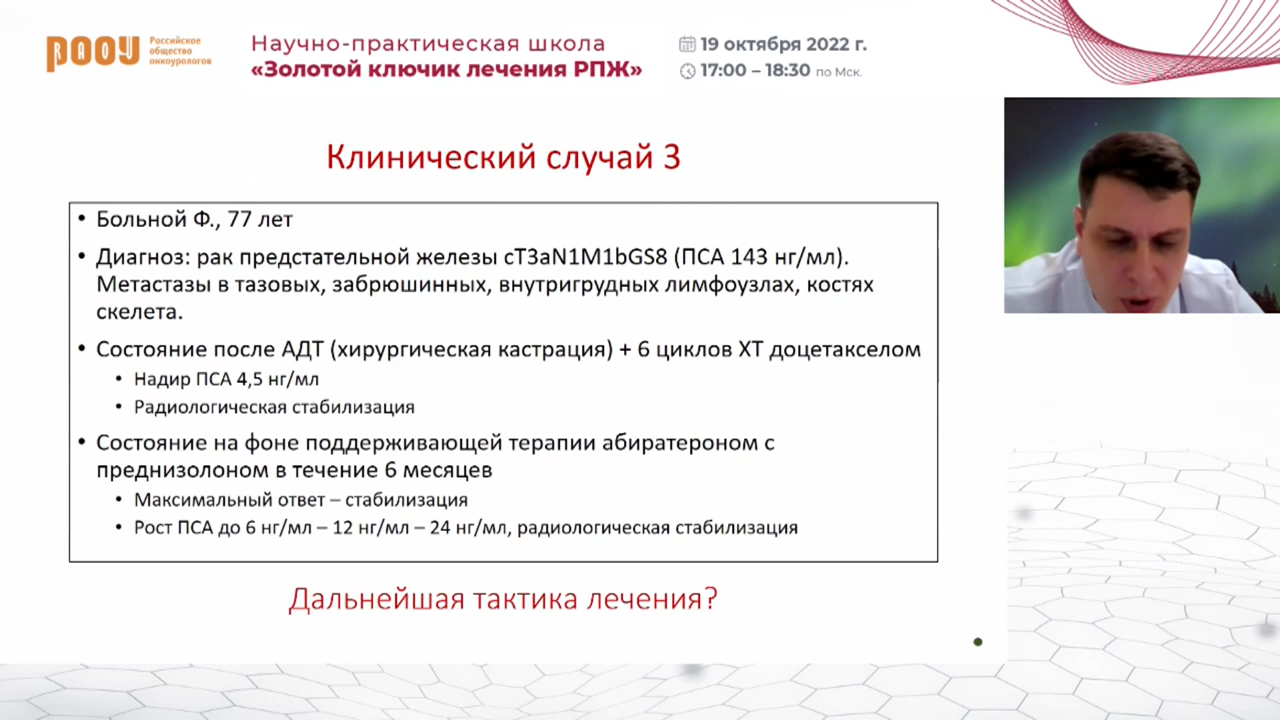 РООУ
RAOU
Российское
общество
онкоурологов
Научно-практическая школа
«Золотой ключик лечения РПЖ»
19 октября 2022 г.
17:00 – 18:30 по Мск.
Клинический случай 3
• Больной Ф., 77 лет
• Диагноз: рак предстательной железы cT3aN1M1bGS8 (ПСА 143 нг/мл).
Метастазы в тазовых, забрюшинных, внутригрудных лимфоузлах, костях
скелета.
• Состояние после АДТ (хирургическая кастрация) + 6 циклов ХТ доцетакселом
• Надир ПСА 4,5 нг/мл
• Радиологическая стабилизация
• Состояние на фоне поддерживающей терапии абиратероном с
преднизолоном в течение 6 месяцев
• Максимальный ответ – стабилизация
• Рост ПСА до 6 нг/мл – 12 нг/мл – 24 нг/мл, радиологическая стабилизация
Дальнейшая тактика лечения?